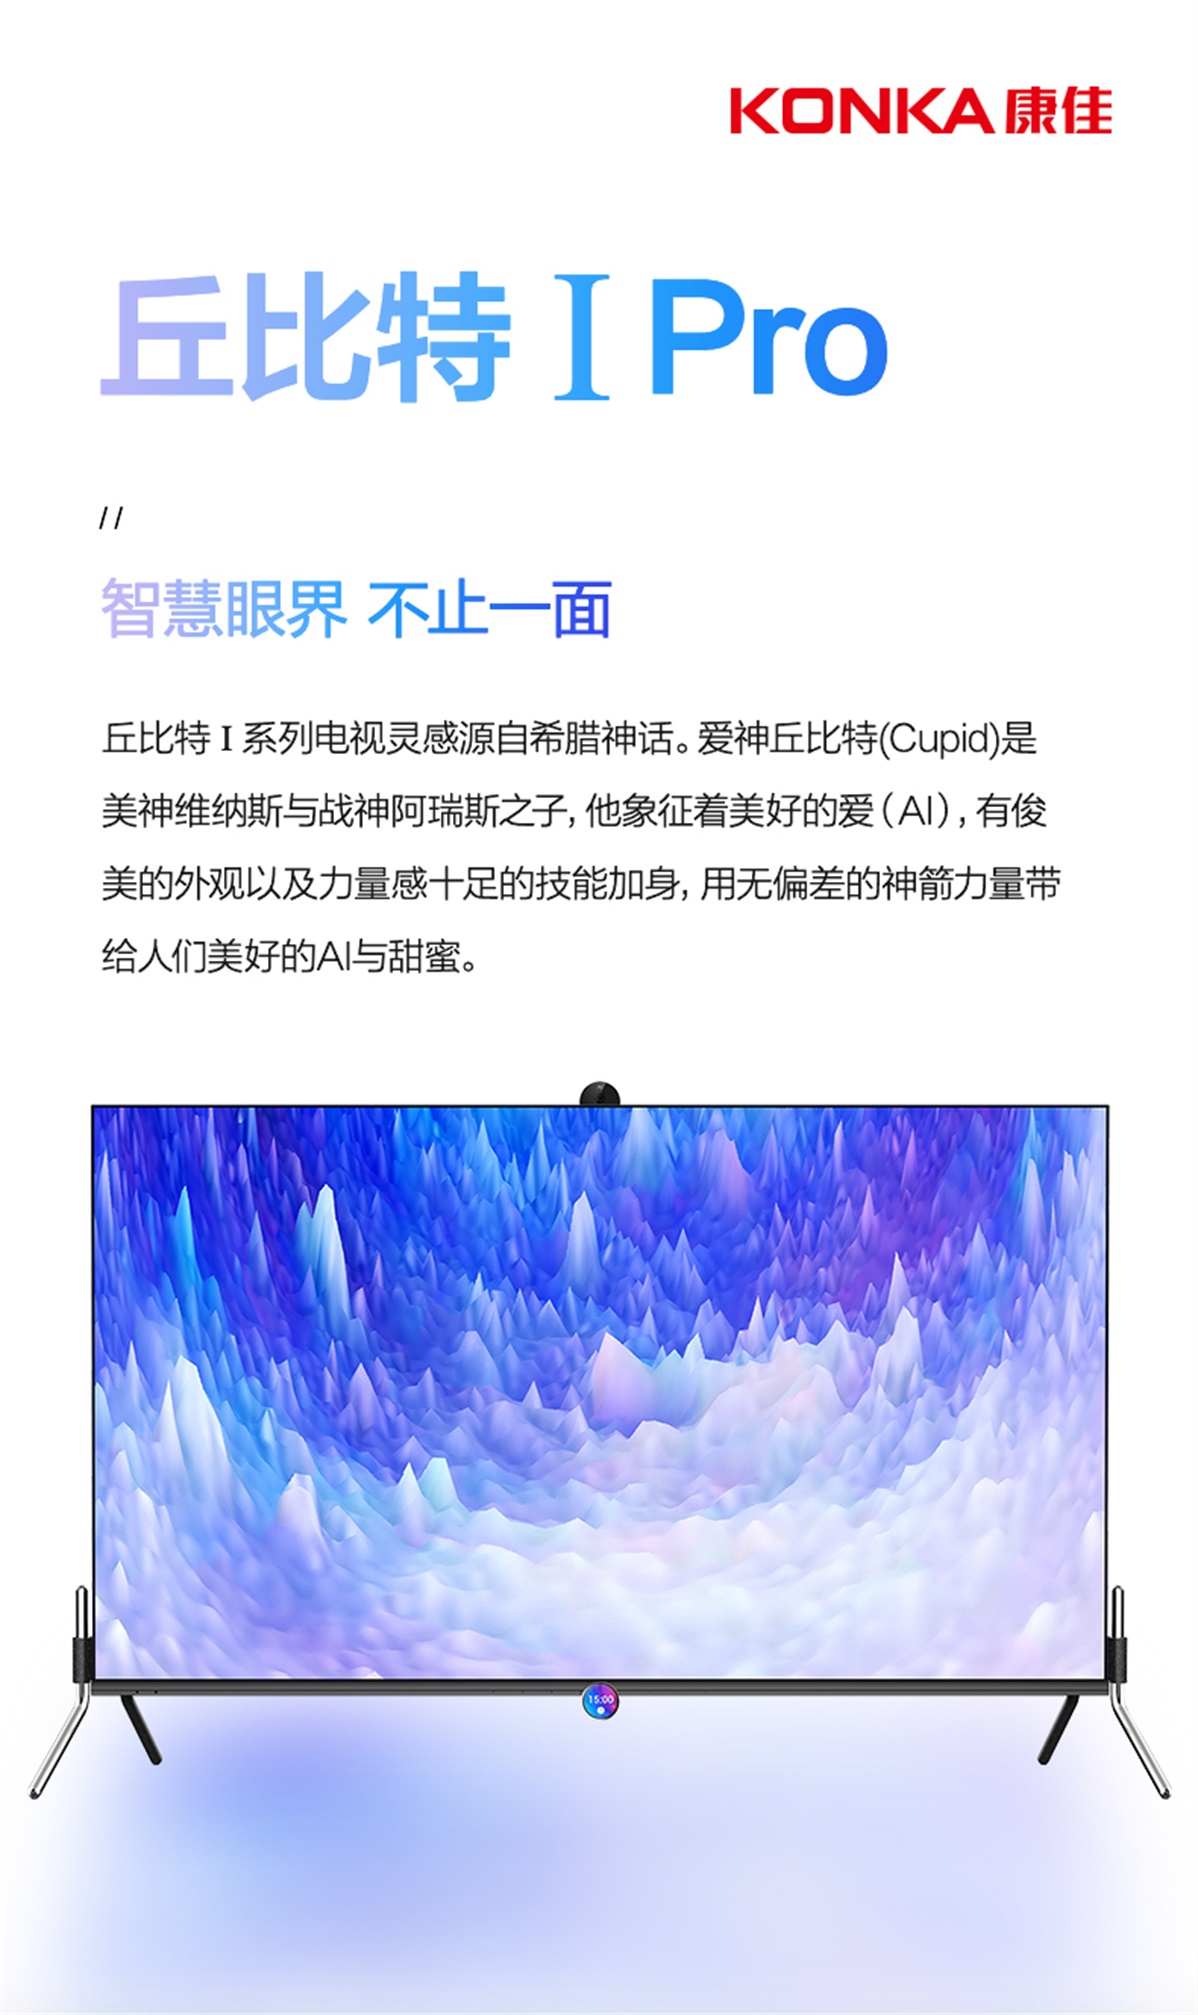 KONKA康佳
丘比特 I Pro
//
智慧眼界 不止一面
丘比特 I 系列电视灵感源自希腊神话。爱神丘比特(Cupid)是
美神维纳斯与战神阿瑞斯之子, 他象征着美好的爱（AI）, 有俊
美的外观以及力量感十足的技能加身, 用无偏差的神箭力量带
给人们美好的AI与甜蜜。
15:00